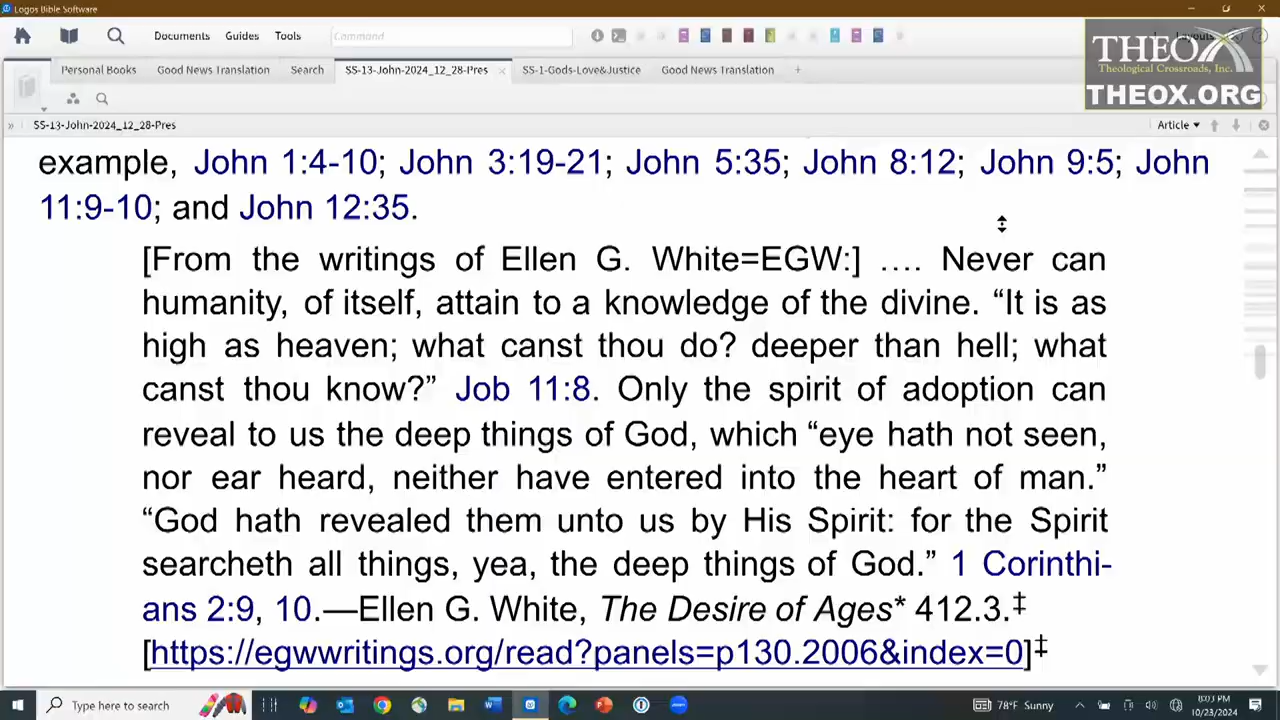 Logos Bible Software
Documents Guides Tools Command Layouts
THEOX
Theological Crossroads, Inc.
THEOX.ORG
Personal Books Good News Translation Search SS-13-John-2024_12_28-Pres SS-1-Gods-Love&Justice Good News Translation
SS-13-John-2024_12_28-Pres Article
example, John 1:4-10; John 3:19-21; John 5:35; John 8:12; John 9:5; John
11:9-10; and John 12:35.
[From the writings of Ellen G. White=EGW:] …. Never can
humanity, of itself, attain to a knowledge of the divine. “It is as
high as heaven; what canst thou do? deeper than hell; what
canst thou know?” Job 11:8. Only the spirit of adoption can
reveal to us the deep things of God, which “eye hath not seen,
nor ear heard, neither have entered into the heart of man.”
“God hath revealed them unto us by His Spirit: for the Spirit
searcheth all things, yea, the deep things of God.” 1 Corinthi-
ans 2:9, 10.—Ellen G. White, The Desire of Ages* 412.3.‡
[https://egwwritings.org/read?panels=p130.2006&index=0]‡
Type here to search
78°F Sunny
8:03 PM
10/23/2024